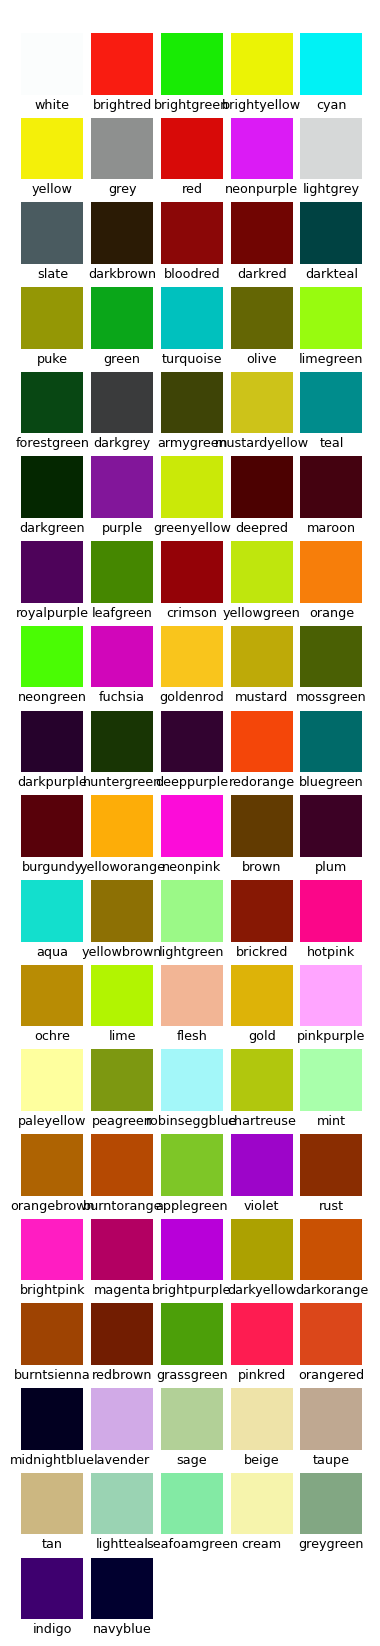 white brightred brightgreen brightyellow cyan
yellow grey red neonpurple lightgrey
slate darkbrown bloodred darkred darkteal
puke green turquoise olive limegreen
forestgreen darkgrey armygreen mustardyellow teal
darkgreen purple greenyellow deepred maroon
royalpurple leafgreen crimson yellowgreen orange
neongreen fuchsia goldenrod mustard mossgreen
darkpurple huntergreen deeppurple redorange bluegreen
burgundy yelloworange neonpink brown plum
aqua yellowbrown lightgreen brickred hotpink
ochre lime flesh gold pinkpurple
paleyellow peagreen robinseggblue chartreuse mint
orangebrown burntorange applegreen violet rust
brightpink magenta brightpurple darkyellow darkorange
burntsienna redbrown grassgreen pinkred orangered
midnightblue lavender sage beige taupe
tan lightteal seafoamgreen cream greygreen
indigo navyblue